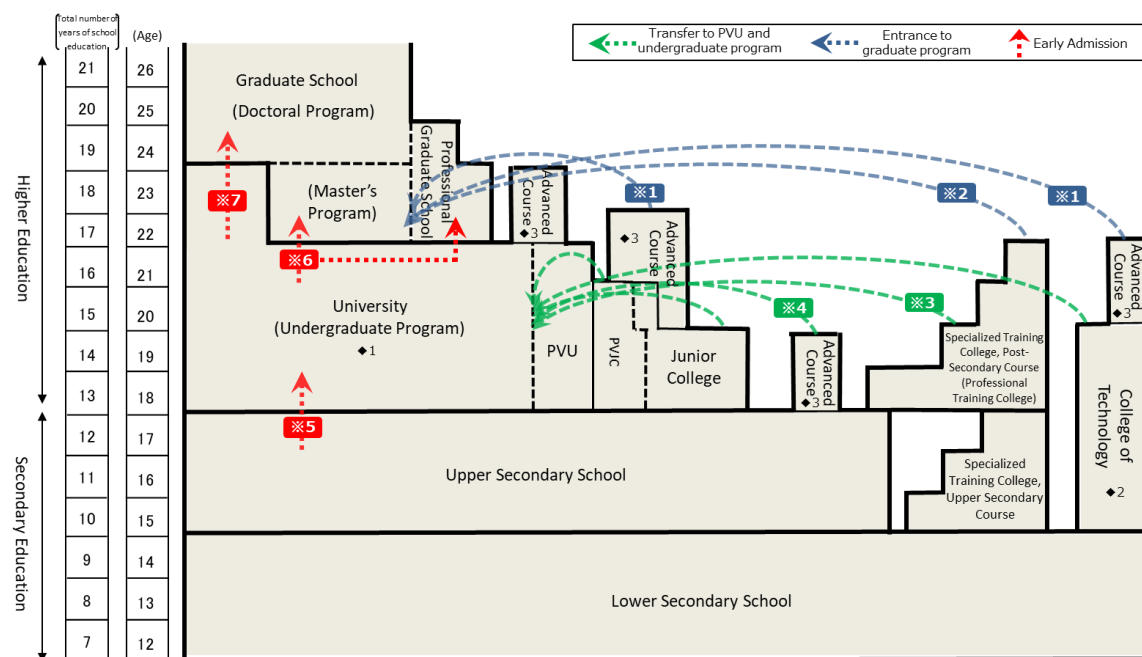 Total number of
years of school
education
(Age)
Transfer to PVU and
undergraduate program
Entrance to
graduate program
Early Admission
21 26
20 25
19 24
18 23
17 22
16 21
15 20
14 19
13 18
12 17
11 16
10 15
9 14
8 13
7 12
Higher Education
Secondary Education
Graduate School
(Doctoral Program)
Professional
Graduate School
(Master's
Program)
※7
※6
※5
Advanced
Course
◆3
※1
※2
※1
Advanced
Course
◆3
Advanced
Course
◆3
University
(Undergraduate Program)
◆1
PVU
PVJC
Junior
College
※4
※3
Advanced
Course
◆3
Specialized Training
College, Post-
Secondary Course
(Professional
Training College)
College of
Technology
◆2
Upper Secondary School
Specialized
Training College,
Upper Secondary
Course
Lower Secondary School